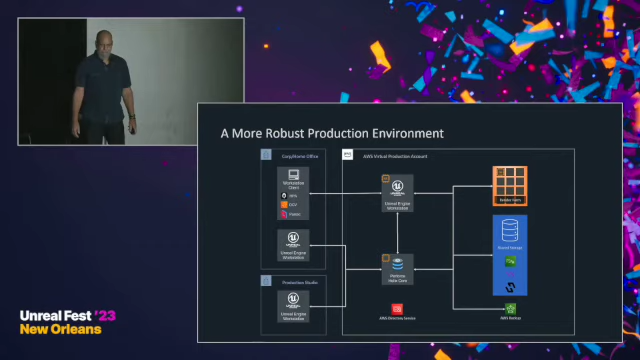 A More Robust Production Environment
Corp/Home Office
AWS Virtual Production Account
Workstation
Client
DCV
Unreal Engine
Workstation
Render Farm
Unreal Engine
Workstation
Shared Storage
Perforce
Helix Core
Production Studio
Unreal Engine
Workstation
AWS Directory Service
AWS Backup
Unreal Fest '23
New Orleans